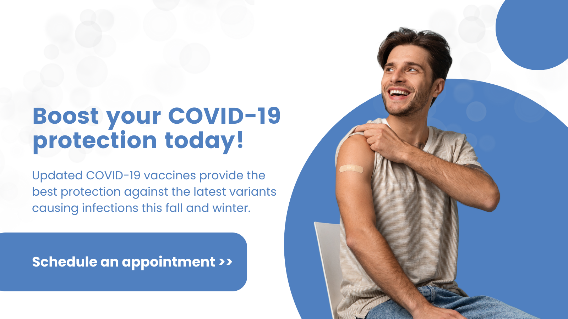 Boost your COVID-19
protection today!
Updated COVID-19 vaccines provide the
best protection against the latest variants
causing infections this fall and winter.
Schedule an appointment >>